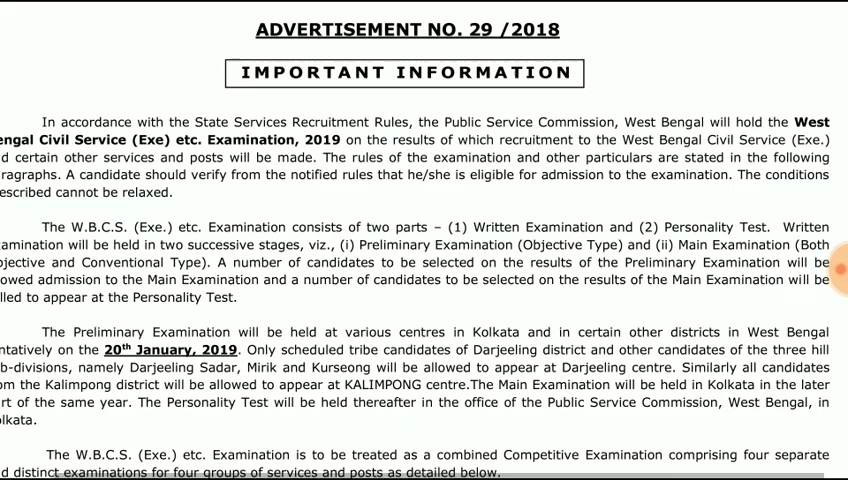 ADVERTISEMENT NO. 29 /2018
IMPORTANT INFORMATION
In accordance with the State Services Recruitment Rules, the Public Service Commission, West Bengal will hold the West
engal Civil Service (Exe) etc. Examination, 2019 on the results of which recruitment to the West Bengal Civil Service (Exe.)
d certain other services and posts will be made. The rules of the examination and other particulars are stated in the following
ragraphs. A candidate should verify from the notified rules that he/she is eligible for admission to the examination. The conditions
escribed cannot be relaxed.
The W.B.C.S. (Exe.) etc. Examination consists of two parts – (1) Written Examination and (2) Personality Test. Written
amination will be held in two successive stages, viz., (i) Preliminary Examination (Objective Type) and (ii) Main Examination (Both
jective and Conventional Type). A number of candidates to be selected on the results of the Preliminary Examination will be
owed admission to the Main Examination and a number of candidates to be selected on the results of the Main Examination will be
lled to appear at the Personality Test.
The Preliminary Examination will be held at various centres in Kolkata and in certain other districts in West Bengal
ntatively on the 20th January, 2019. Only scheduled tribe candidates of Darjeeling district and other candidates of the three hill
b-divisions, namely Darjeeling Sadar, Mirik and Kurseong will be allowed to appear at Darjeeling centre. Similarly all candidates
om the Kalimpong district will be allowed to appear at KALIMPONG centre.The Main Examination will be held in Kolkata in the later
rt of the same year. The Personality Test will be held thereafter in the office of the Public Service Commission, West Bengal, in
lkata.
The W.B.C.S. (Exe.) etc. Examination is to be treated as a combined Competitive Examination comprising four separate
d distinct examinations for four groups of services and posts as detailed below.